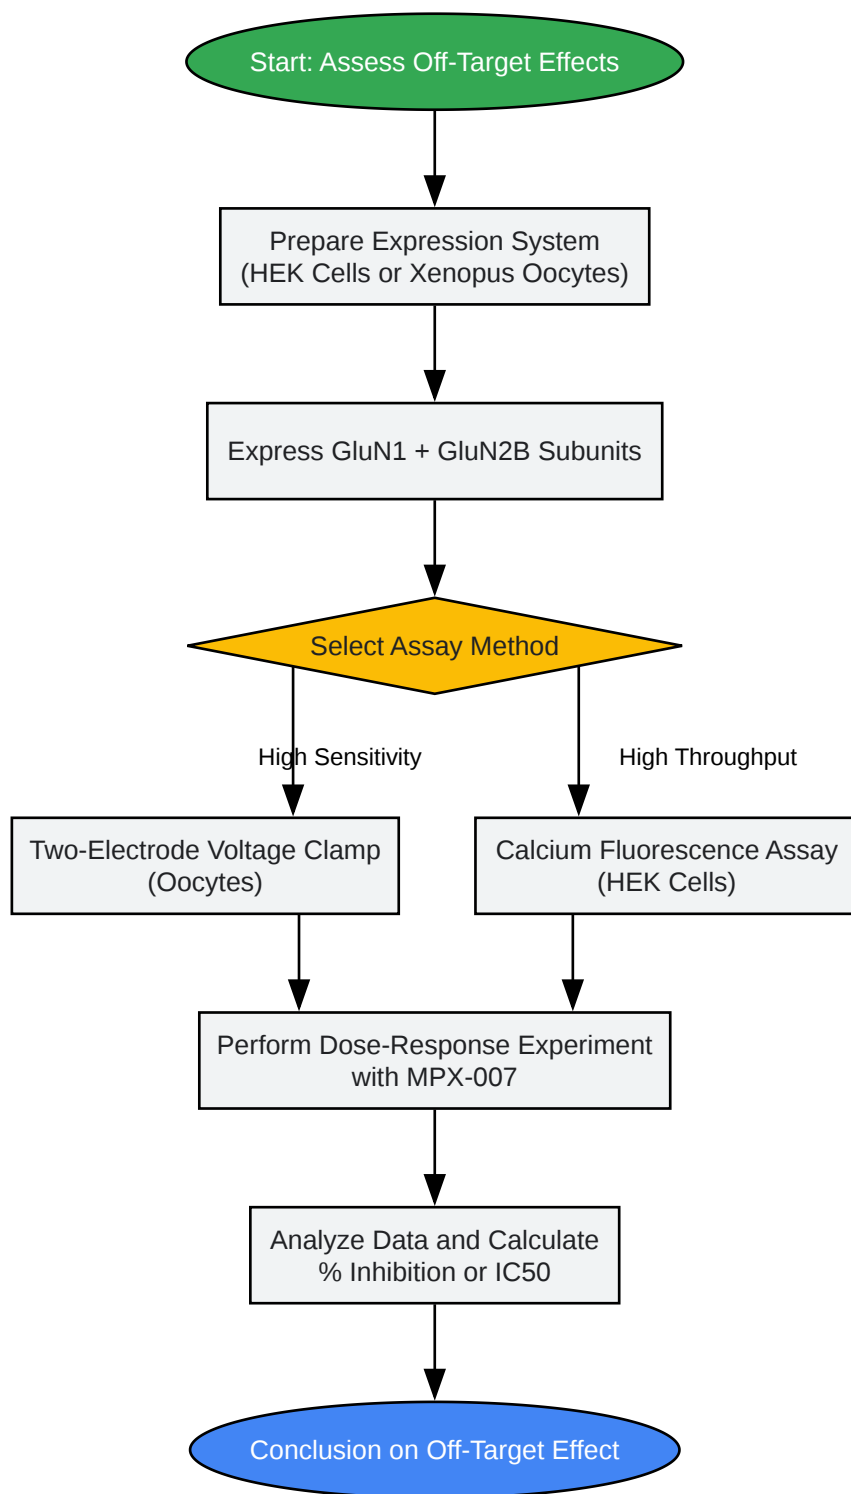 Start: Assess Off-Target Effects
Prepare Expression System
(HEK Cells or Xenopus Oocytes)
Express GluN1 + GluN2B Subunits
Select Assay Method
High Sensitivity
High Throughput
Two-Electrode Voltage Clamp
(Oocytes)
Calcium Fluorescence Assay
(HEK Cells)
Perform Dose-Response Experiment
with MPX-007
Analyze Data and Calculate
% Inhibition or IC50
Conclusion on Off-Target Effect